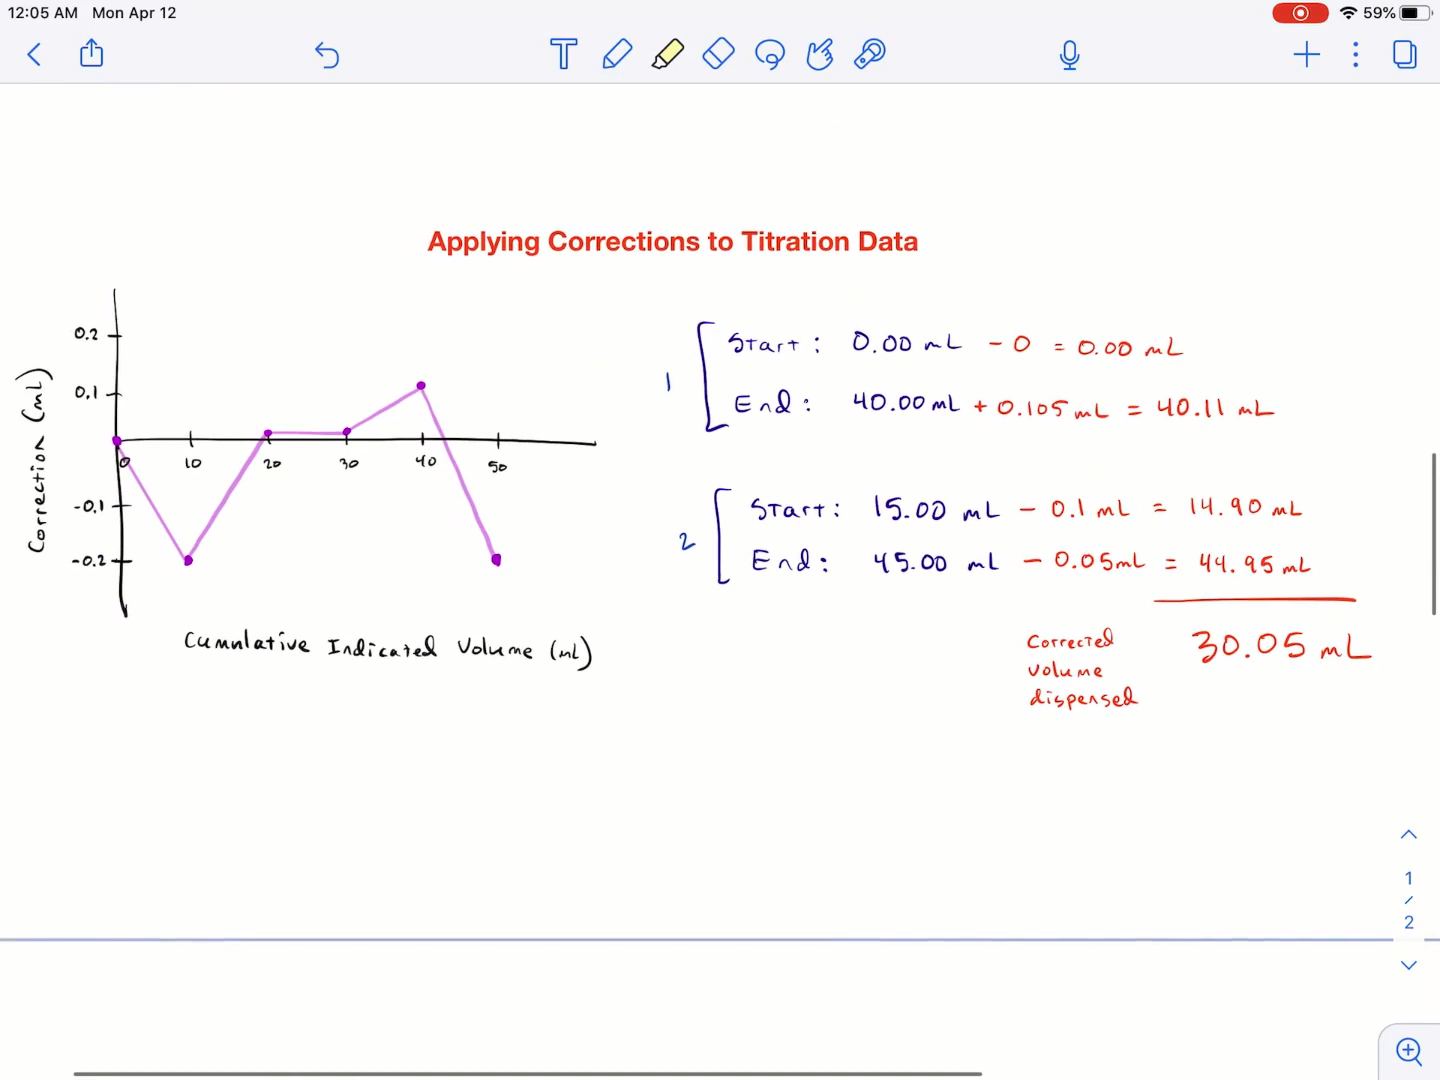 12:05 AM Mon Apr 12
59%
T
Applying Corrections to Titration Data
0.2
0.1
-0.1
-0.2
0 10 20 30 40 50
Correction (mL)
Cumulative Indicated Volume (mL)
1
Start: 0.00 mL - 0 = 0.00 mL
End: 40.00 mL + 0.105 mL = 40.11 mL
2
Start: 15.00 mL - 0.1 mL = 14.90 mL
End: 45.00 mL - 0.05 mL = 44.95 mL
Corrected
volume
dispensed
30.05 mL
1
/
2